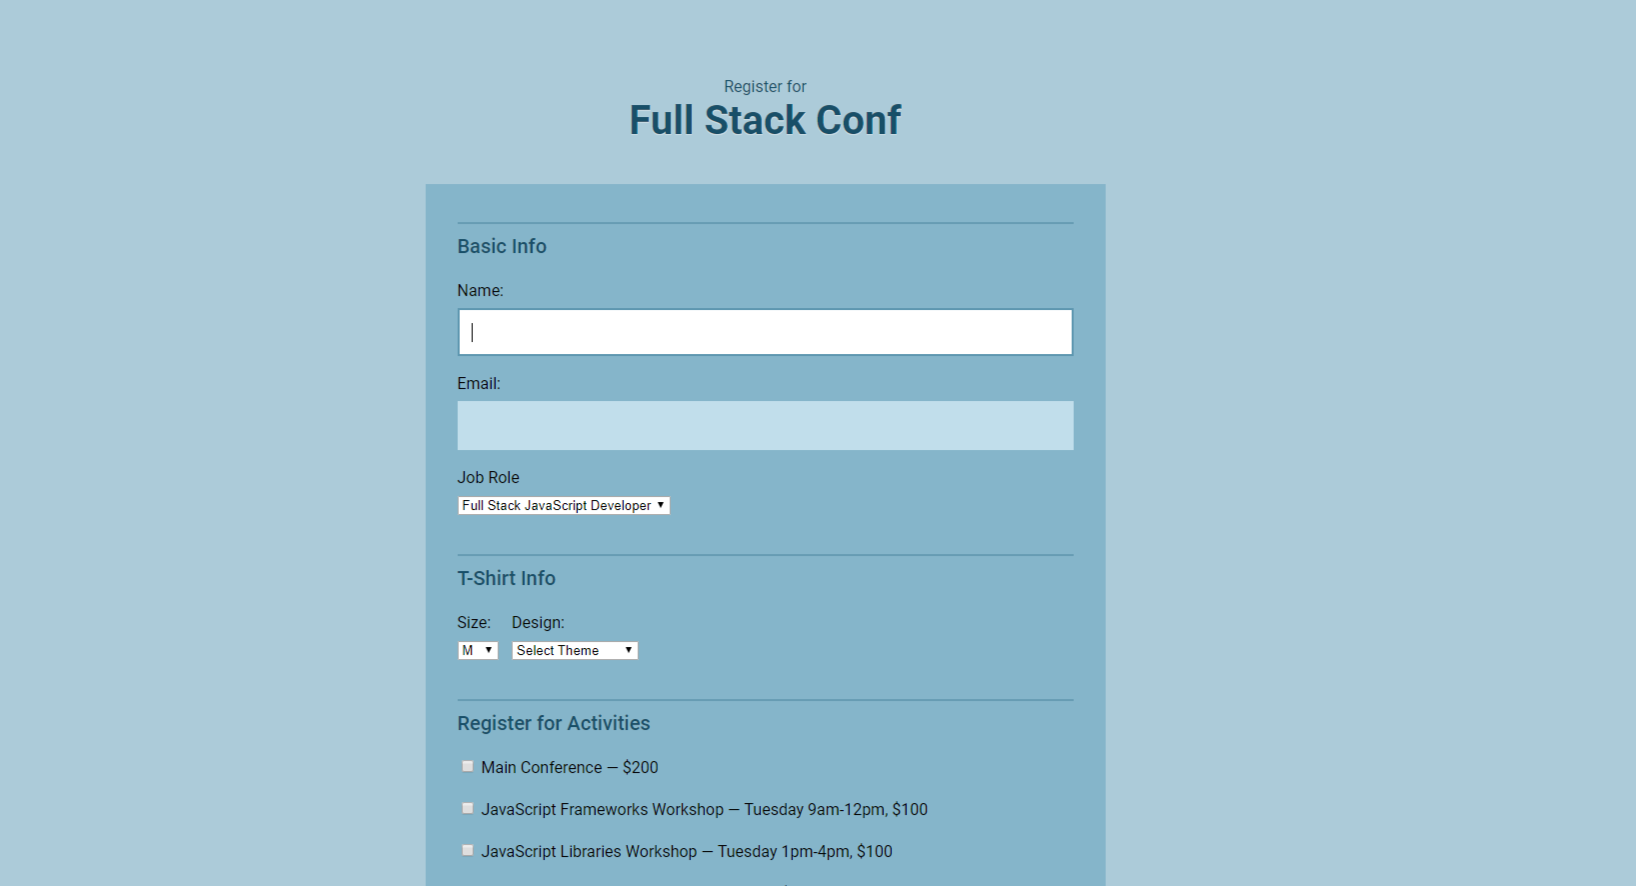 Register for
Full Stack Conf
Basic Info
Name:
Email:
Job Role
Full Stack JavaScript Developer
T-Shirt Info
Size: Design:
M Select Theme
Register for Activities
Main Conference — $200
JavaScript Frameworks Workshop — Tuesday 9am-12pm, $100
JavaScript Libraries Workshop — Tuesday 1pm-4pm, $100